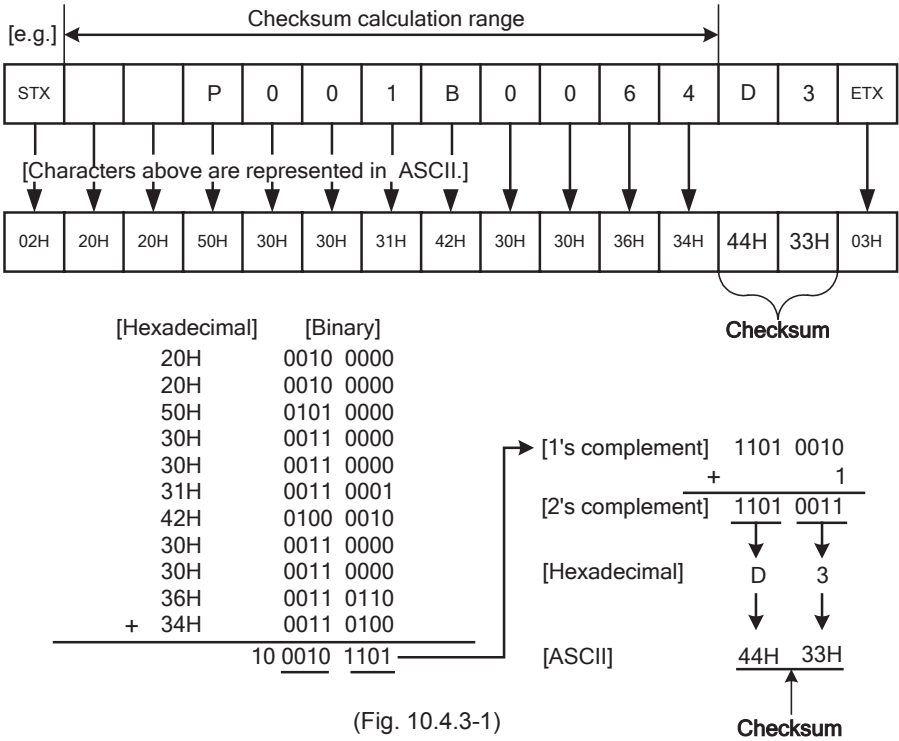 Checksum calculation range
[e.g.]
STX P 0 0 1 B 0 0 6 4 D 3 ETX
[Characters above are represented in ASCII.]
02H 20H 20H 50H 30H 30H 31H 42H 30H 30H 36H 34H 44H 33H 03H
Checksum
[Hexadecimal] [Binary]
20H 0010 0000
20H 0010 0000
50H 0101 0000
30H 0011 0000
30H 0011 0000
31H 0011 0001
42H 0100 0010
30H 0011 0000
30H 0011 0000
36H 0011 0110
+ 34H 0011 0100
10 0010 1101
[1's complement] 1101 0010
+ 1
[2's complement] 1101 0011
[Hexadecimal] D 3
[ASCII] 44H 33H
Checksum
(Fig. 10.4.3-1)